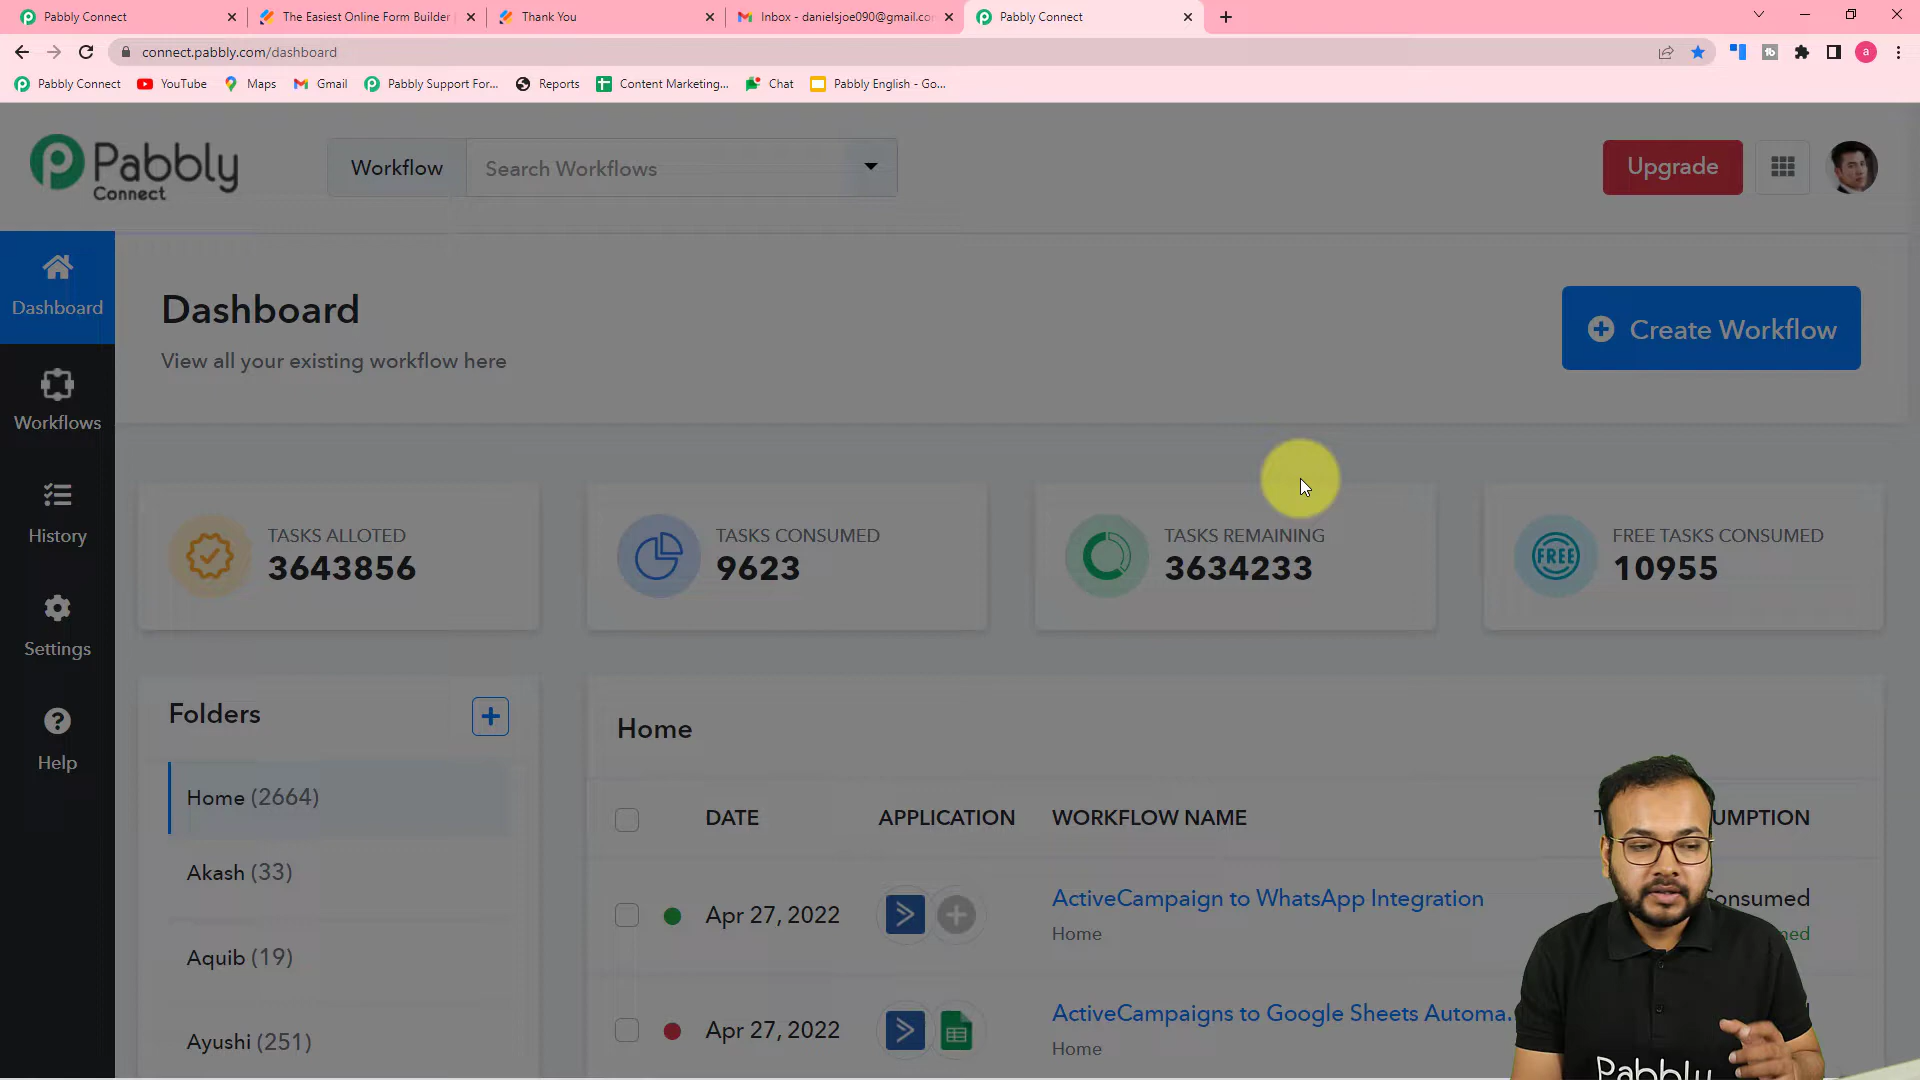 Pabbly Connect
The Easiest Online Form Builder
Thank You
Inbox - danielsjoe090@gmail.co
Pabbly Connect
connect.pabbly.com/dashboard
Pabbly Connect
YouTube
Maps
Gmail
Pabbly Support For...
Reports
Content Marketing...
Chat
Pabbly English - Go...
Pabbly
Connect
Workflow
Search Workflows
Upgrade
Dashboard
Workflows
History
Settings
Help
Dashboard
View all your existing workflow here
Create Workflow
TASKS ALLOTED
3643856
TASKS CONSUMED
9623
TASKS REMAINING
3634233
FREE
FREE TASKS CONSUMED
10955
Folders
Home (2664)
Akash (33)
Aquib (19)
Ayushi (251)
Home
DATE APPLICATION WORKFLOW NAME
Apr 27, 2022
ActiveCampaign to WhatsApp Integration
Home
Apr 27, 2022
ActiveCampaigns to Google Sheets Automa...
Home
Pabbly